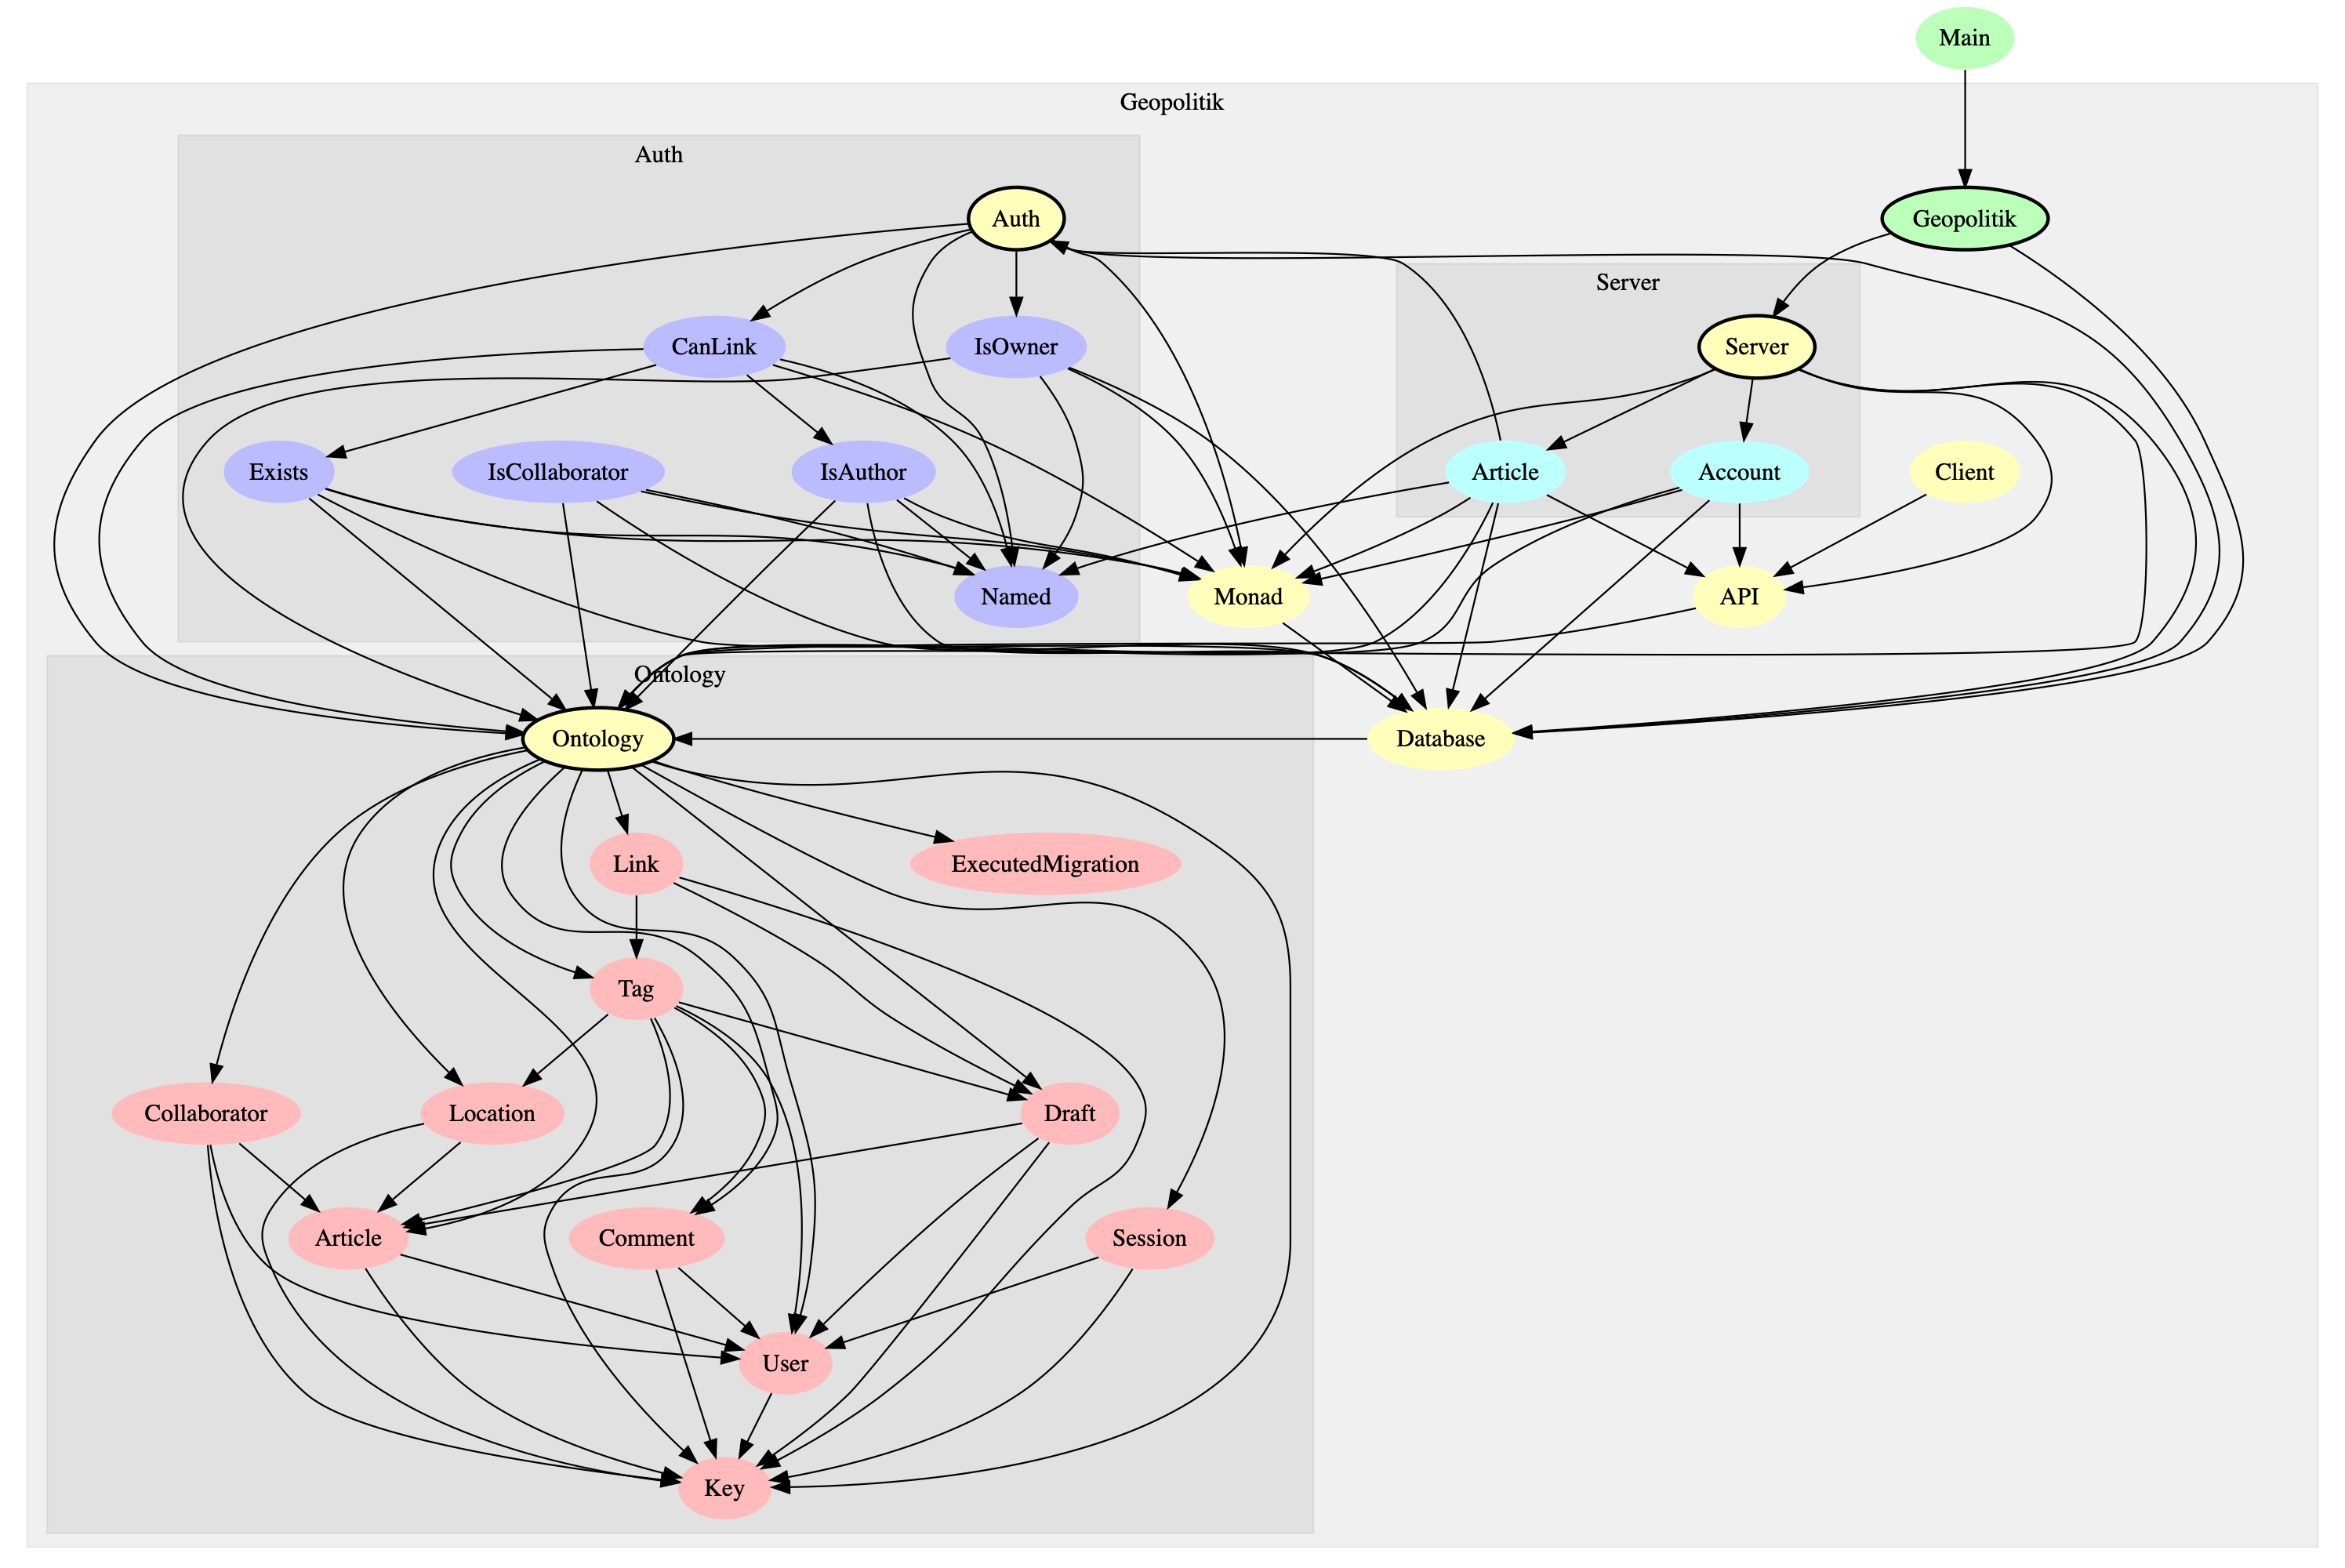 Main
Geopolitik
Auth
Auth
Geopolitik
Server
CanLink
IsOwner
Server
Exists
IsCollaborator
IsAuthor
Article
Account
Client
Named
Monad
API
Ontology
Ontology
Database
Link
ExecutedMigration
Tag
Collaborator
Location
Draft
Article
Comment
Session
User
Key